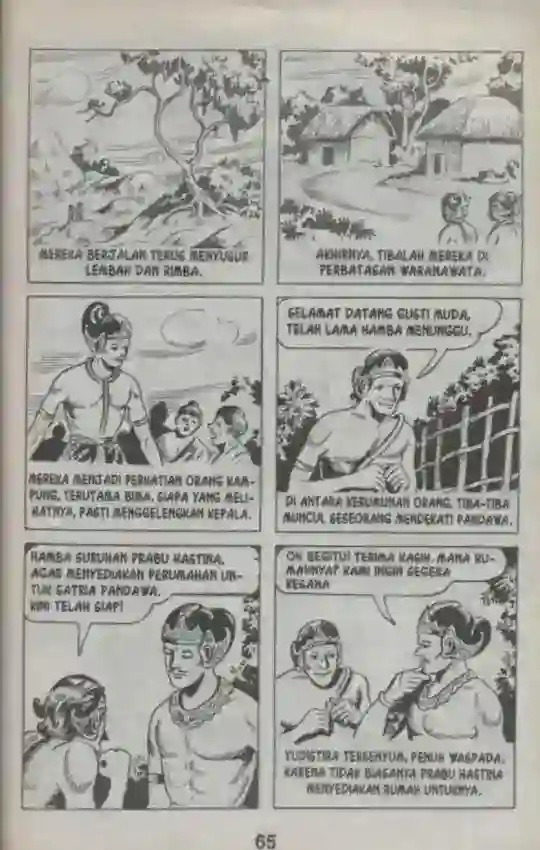 MEREKA BERJALAN TERUS MENYUSUR
LEMBAH DAN RIMBA.
AKHIRNYA, TIBALAH MEREKA DI
PERBATASAN WARANAWATA.
MEREKA MENJADI PERHATIAN ORANG KAM-
PUNG, TERUTAMA BIMA. SIAPA YANG MELI-
HATNYA, PASTI MENGGELENGKAN KEPALA.
SELAMAT DATANG GUSTI MUDA,
TELAH LAMA HAMBA MENUNGGU.
DI ANTARA KERUMUNAN ORANG, TIBA-TIBA
MUNCUL SESEORANG MENDEKATI PANDAWA.
HAMBA SURUHAN PRABU HASTINA,
AGAR MENYEDIAKAN PERUMAHAN UN-
TUK SATRIA PANDAWA.
KINI TELAH SIAP!
OH BEGITU! TERIMA KASIH. MANA RU-
MAHNYA? KAMI INGIN SEGERA
KESANA
YUDISTIRA TERSENYUM, PENUH WASPADA.
KARENA TIDAK BIASANYA PRABU HASTINA
MENYEDIAKAN RUMAH UNTUKNYA.
65